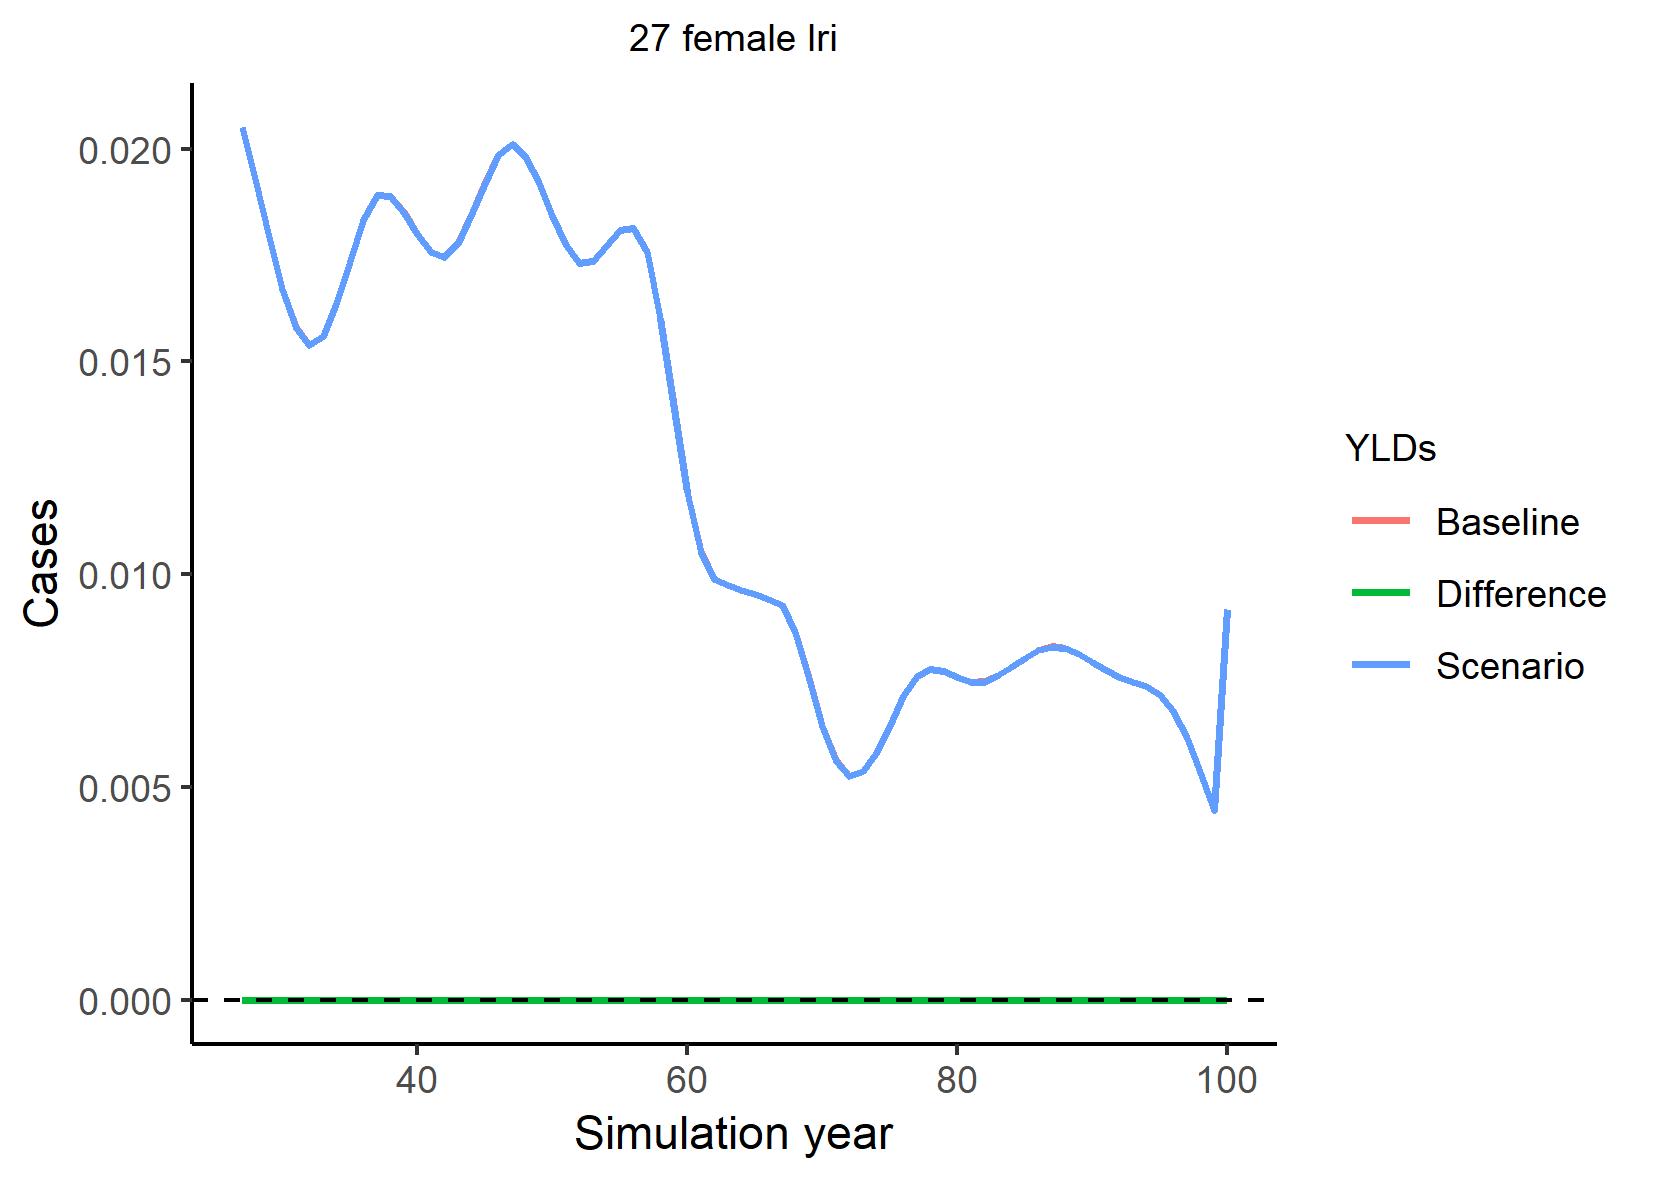 27 female lri
0.020
0.015
0.010
0.005
0.000
Cases
40 60 80 100
Simulation year
YLDs
Baseline
Difference
Scenario